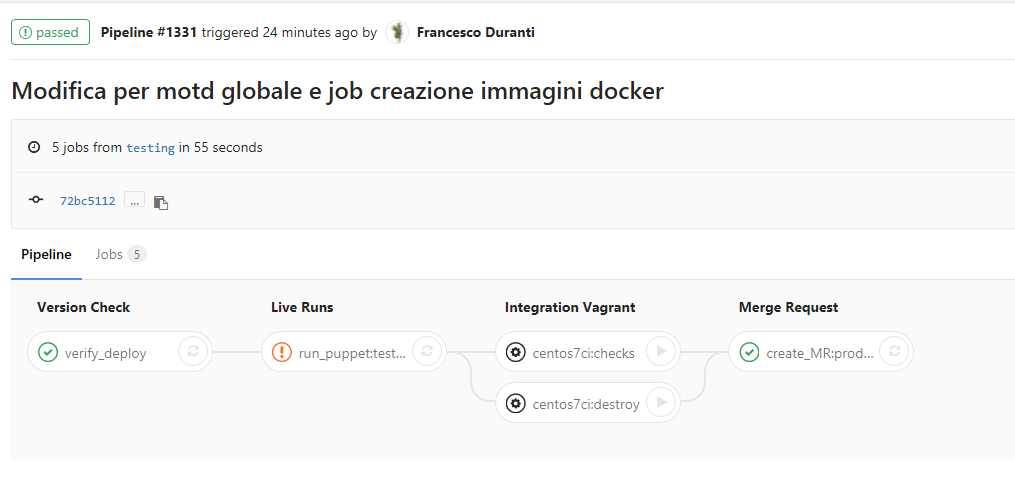 passed Pipeline #1331 triggered 24 minutes ago by Francesco Duranti
Modifica per motd globale e job creazione immagini docker
5 jobs from testing in 55 seconds
72bc5112 ...
Pipeline Jobs 5
Version Check Live Runs Integration Vagrant Merge Request
verify_deploy run_puppet:test... centos7ci:checks create_MR:prod...
centos7ci:destroy